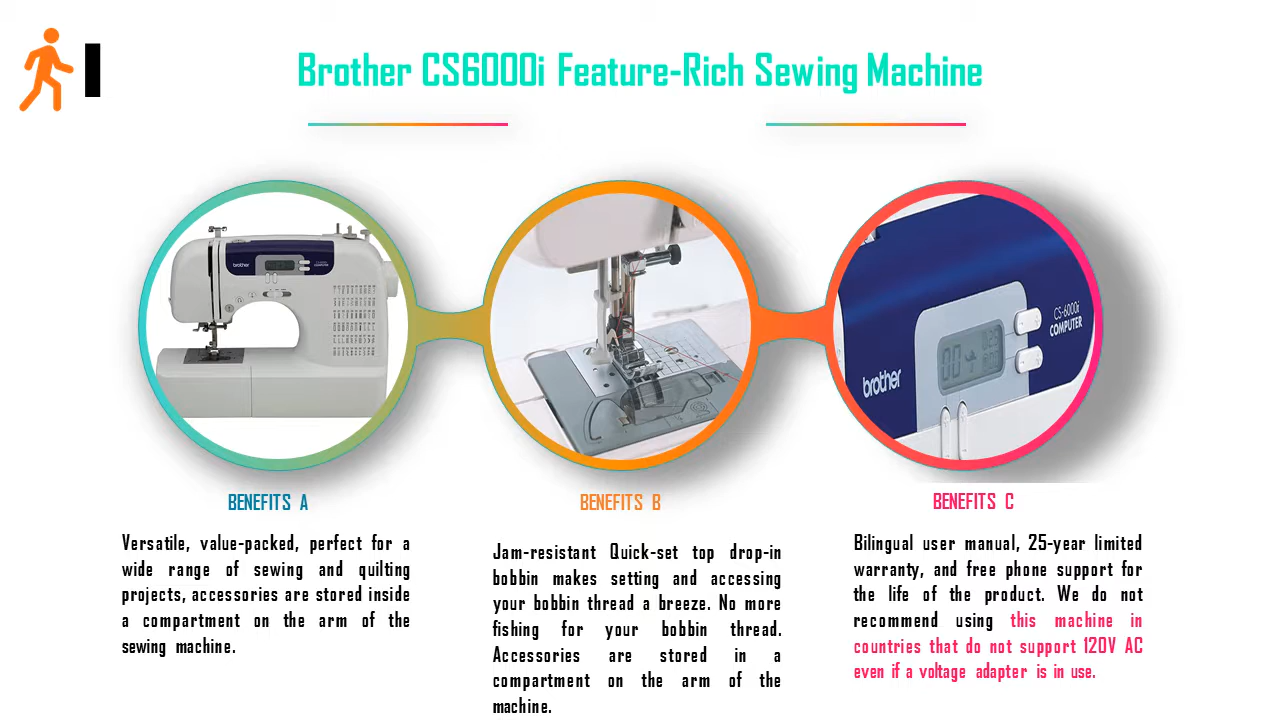 Brother CS6000i Feature-Rich Sewing Machine
brother
CS-6000i
COMPUTER
brother
00
CS-6000i
COMPUTER
BENEFITS A
Versatile, value-packed, perfect for a
wide range of sewing and quilting
projects, accessories are stored inside
a compartment on the arm of the
sewing machine.
BENEFITS B
Jam-resistant Quick-set top drop-in
bobbin makes setting and accessing
your bobbin thread a breeze. No more
fishing for your bobbin thread.
Accessories are stored in a
compartment on the arm of the
machine.
BENEFITS C
Bilingual user manual, 25-year limited
warranty, and free phone support for
the life of the product. We do not
recommend using this machine in
countries that do not support 120V AC
even if a voltage adapter is in use.